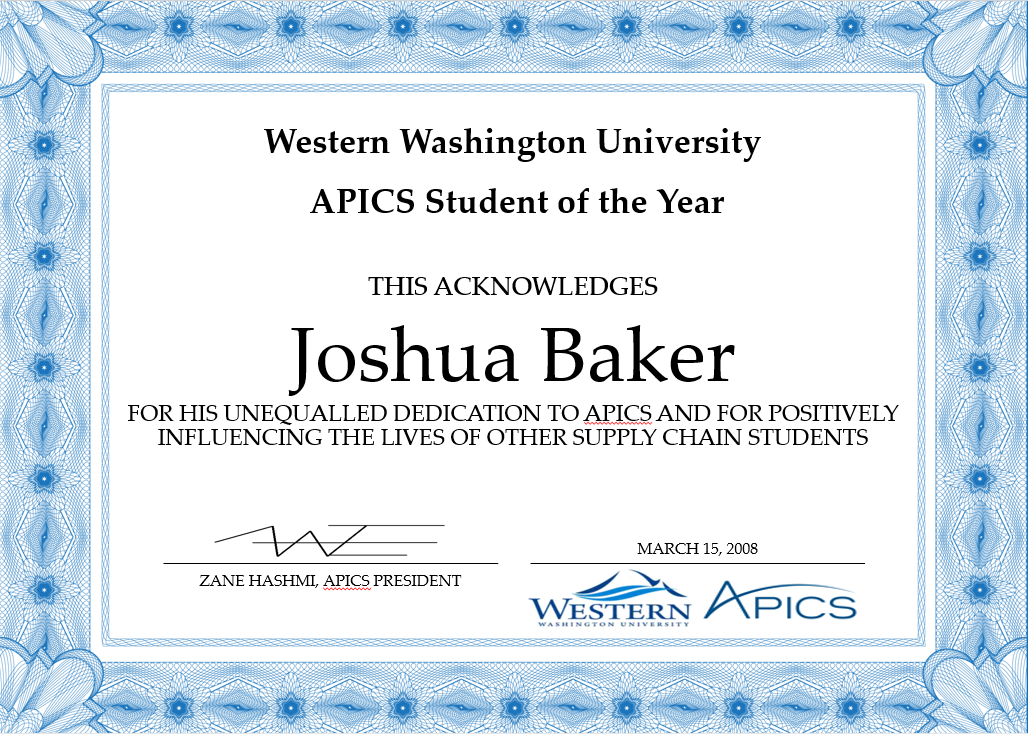 Western Washington University
APICS Student of the Year
THIS ACKNOWLEDGES
Joshua Baker
FOR HIS UNEQUALLED DEDICATION TO APICS AND FOR POSITIVELY
INFLUENCING THE LIVES OF OTHER SUPPLY CHAIN STUDENTS
MARCH 15, 2008
ZANE HASHMI, APICS PRESIDENT
WESTERN
WASHINGTON UNIVERSITY
APICS